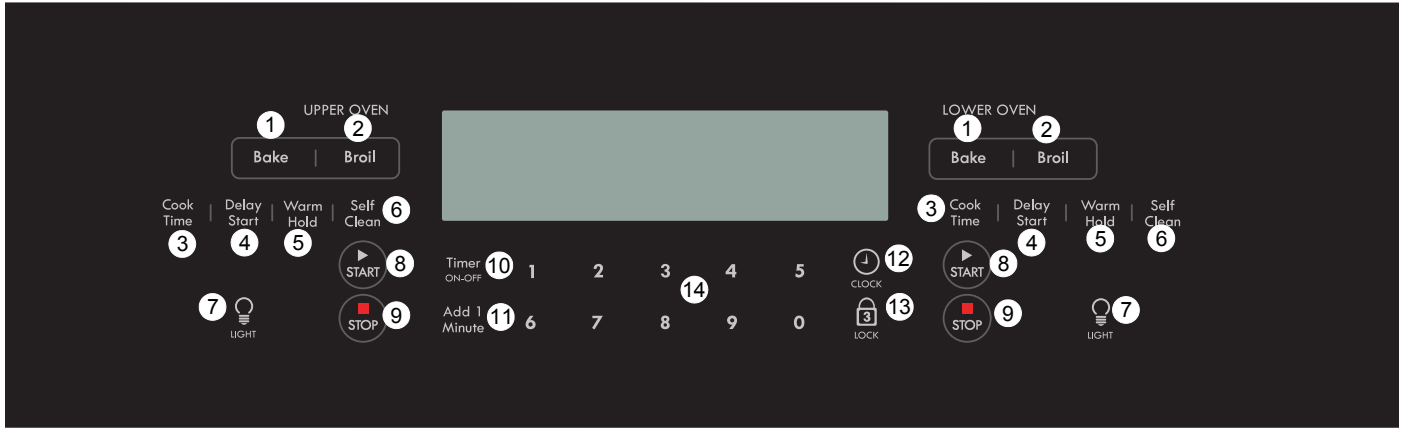 UPPER OVEN
1 2
Bake | Broil
Cook Time | Delay Start | Warm Hold | Self Clean 6
3 4 5
START 8
7 LIGHT
STOP 9
Timer ON-OFF 10 1 2 3 4 5
14
Add 1 Minute 11 6 7 8 9 0
12 CLOCK
13 3 LOCK
LOWER OVEN
1 2
Bake | Broil
3 Cook Time | Delay Start | Warm Hold | Self Clean
4 5 6
START 8
STOP 9
7 LIGHT